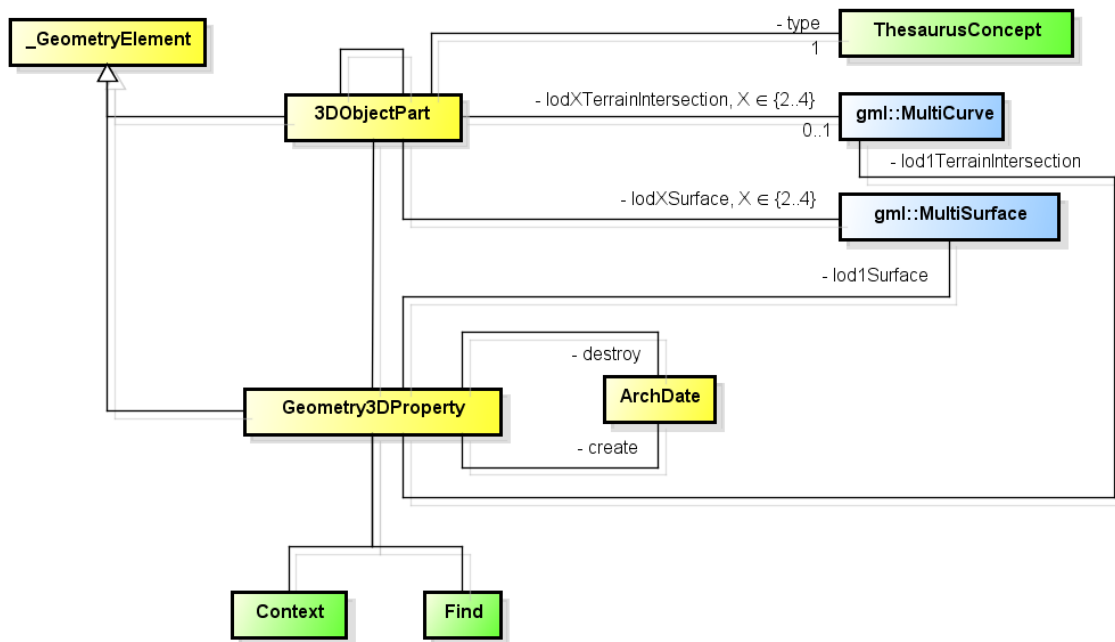 _GeometryElement
- type
ThesaurusConcept
1
3DObjectPart
- lodXTerrainIntersection, X ∈ {2..4}
gml::MultiCurve
0..1
- lod1TerrainIntersection
- lodXSurface, X ∈ {2..4}
gml::MultiSurface
- lod1Surface
- destroy
Geometry3DProperty
ArchDate
- create
Context
Find